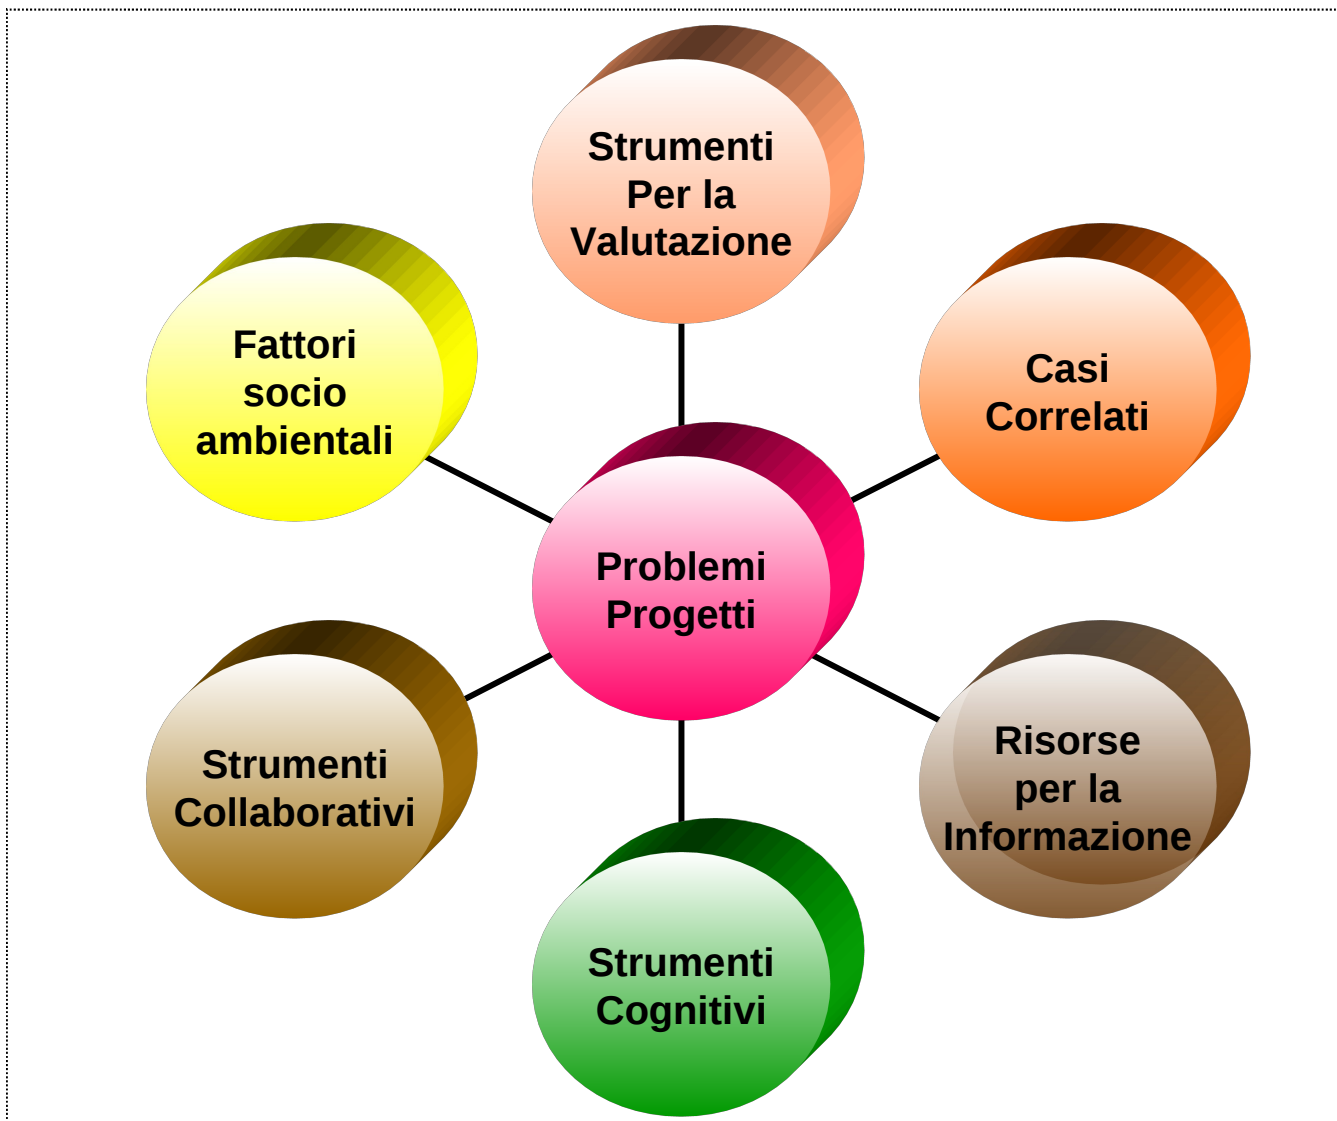 Strumenti
Per la
Valutazione
Fattori
socio
ambientali
Casi
Correlati
Problemi
Progetti
Strumenti
Collaborativi
Risorse
per la
Informazione
Strumenti
Cognitivi